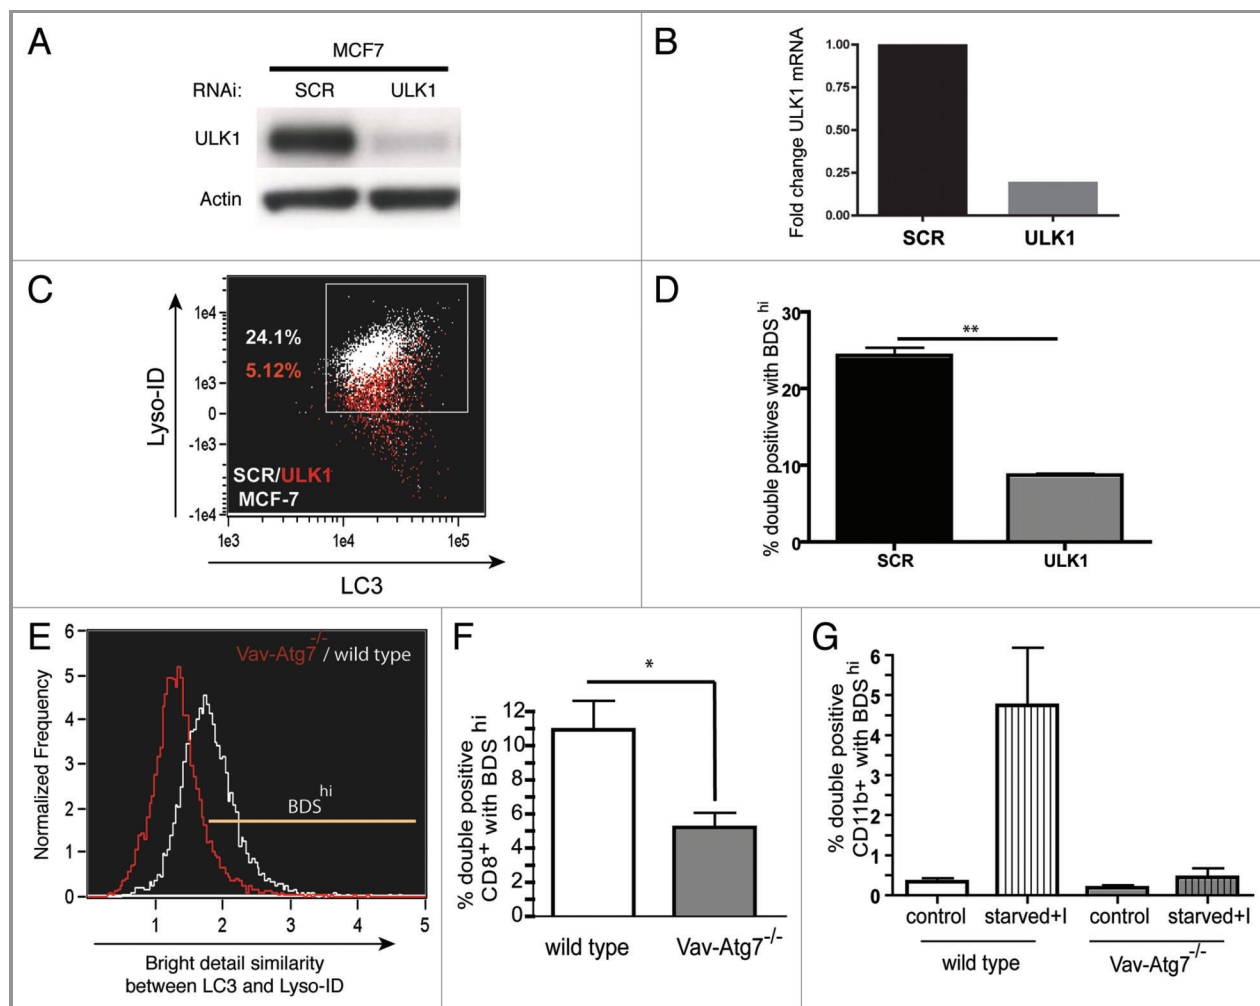 A
MCF7
RNAi: SCR ULK1
ULK1
Actin
B
Fold change ULK1 mRNA
1.00
0.50
0.25
0.00
SCR ULK1
C
Lyso-ID
1e4
1e3
0
-1e3
-1e4
24.1%
5.12%
SCR/ULK1
MCF-7
1e3 1e4 1e5
LC3
D
% double positives with BDS hi
30
20
10
0
**
SCR ULK1
E
Normalized Frequency
6
5
4
3
2
1
0
Vav-Atg7-/- / wild type
BDS hi
1 2 3 4 5
Bright detail similarity
between LC3 and Lyso-ID
F
% double positive
CD8+ with BDS hi
12
11
9
8
6
5
3
2
0
*
wild type Vav-Atg7-/-
G
% double positive
CD11b+ with BDS hi
6
5
4
3
2
1
0
control starved+I control starved+I
wild type Vav-Atg7-/-